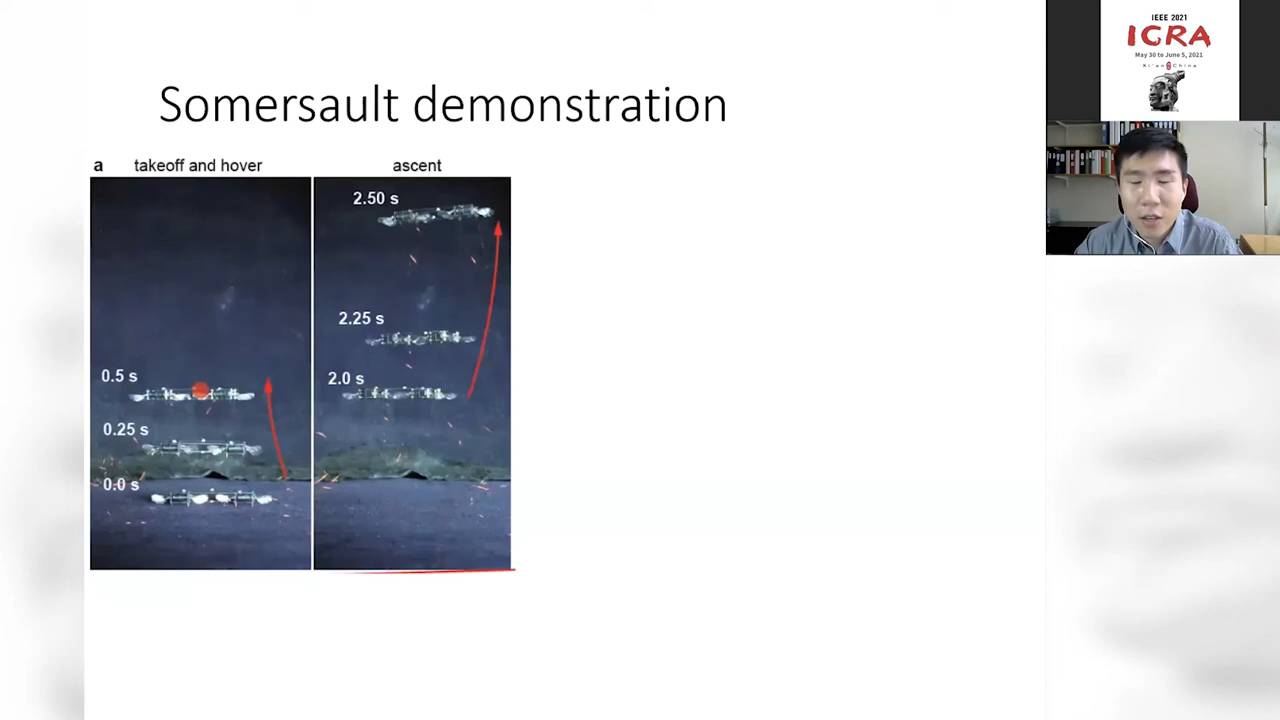 Somersault demonstration
a takeoff and hover
ascent
0.5 s
0.25 s
0.0 s
2.50 s
2.25 s
2.0 s
IEEE 2021
ICRA
May 30 to June 5, 2021
Xi'an China